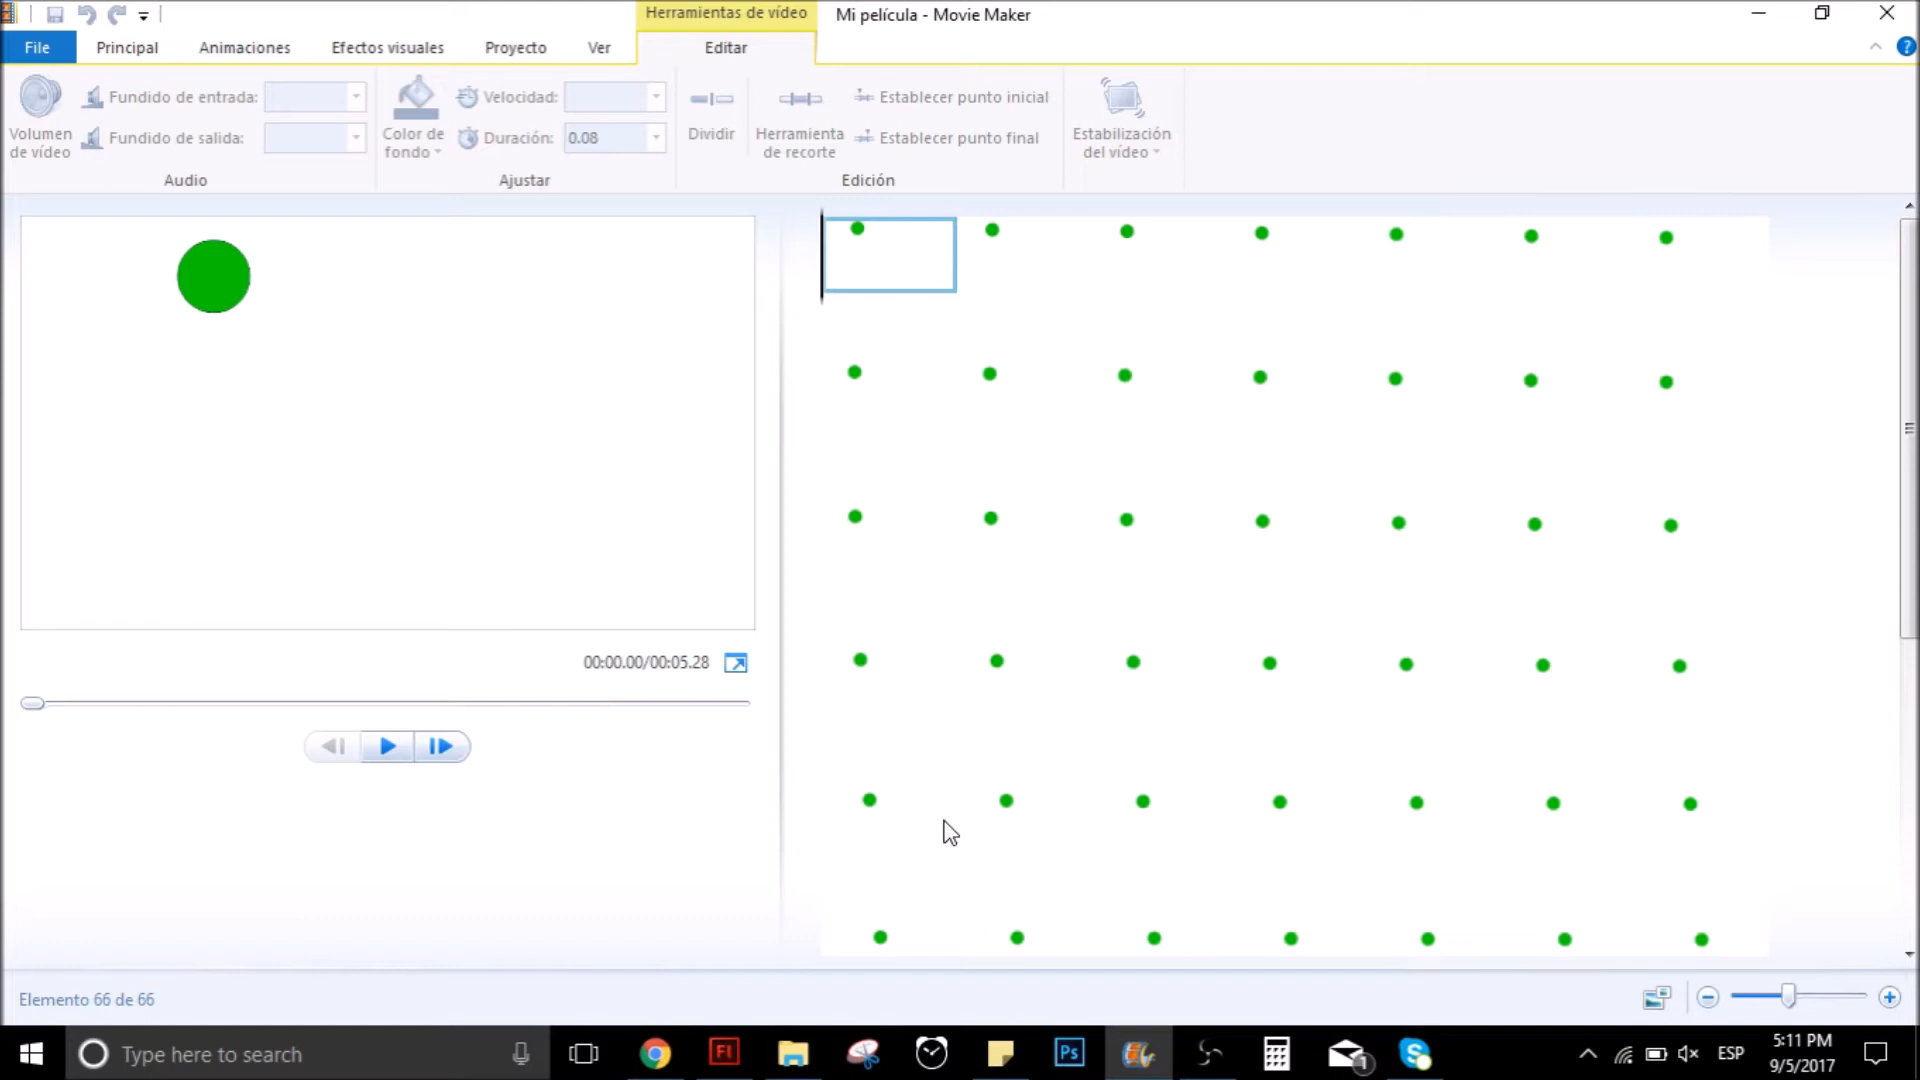 Herramientas de vídeo
Mi película - Movie Maker
File Principal Animaciones Efectos visuales Proyecto Ver Editar
?
Volumen de vídeo
Fundido de entrada:
Fundido de salida:
Audio
Color de fondo
Velocidad:
Duración: 0.08
Ajustar
Dividir
Herramienta de recorte
Establecer punto inicial
Establecer punto final
Edición
Estabilización del vídeo
00:00.00/00:05.28
Elemento 66 de 66
Type here to search
Fl
Ps
1
ESP
5:11 PM
9/5/2017